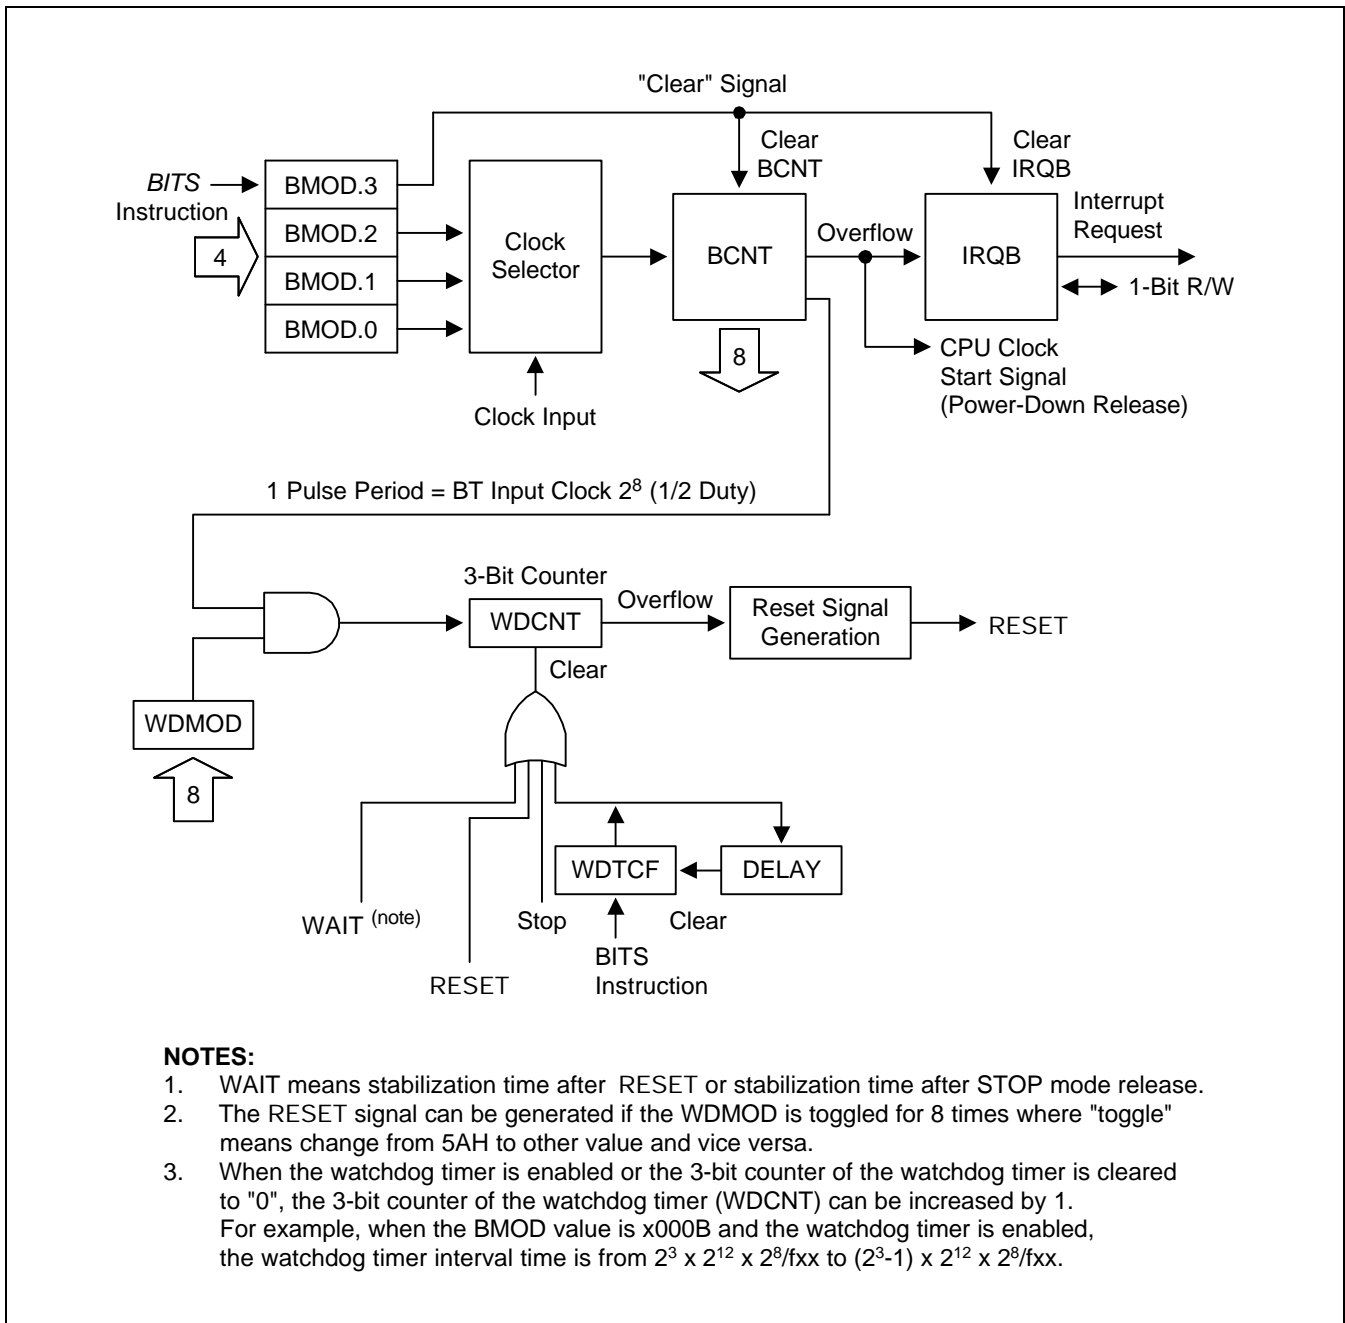 "Clear" Signal
Clear
BCNT
Clear
IRQB
BITS
Instruction
4
BMOD.3
BMOD.2
BMOD.1
BMOD.0
Clock
Selector
Clock Input
BCNT
8
Overflow
IRQB
Interrupt
Request
1-Bit R/W
CPU Clock
Start Signal
(Power-Down Release)
1 Pulse Period = BT Input Clock 2⁸ (1/2 Duty)
3-Bit Counter
WDCNT
Overflow
Reset Signal
Generation
RESET
Clear
WDMOD
8
WDTCF
DELAY
WAIT (note)
RESET
Stop
Clear
BITS
Instruction
NOTES:
1. WAIT means stabilization time after RESET or stabilization time after STOP mode release.
2. The RESET signal can be generated if the WDMOD is toggled for 8 times where "toggle"
means change from 5AH to other value and vice versa.
3. When the watchdog timer is enabled or the 3-bit counter of the watchdog timer is cleared
to "0", the 3-bit counter of the watchdog timer (WDCNT) can be increased by 1.
For example, when the BMOD value is x000B and the watchdog timer is enabled,
the watchdog timer interval time is from 2³ x 2¹² x 2⁸/fxx to (2³-1) x 2¹² x 2⁸/fxx.